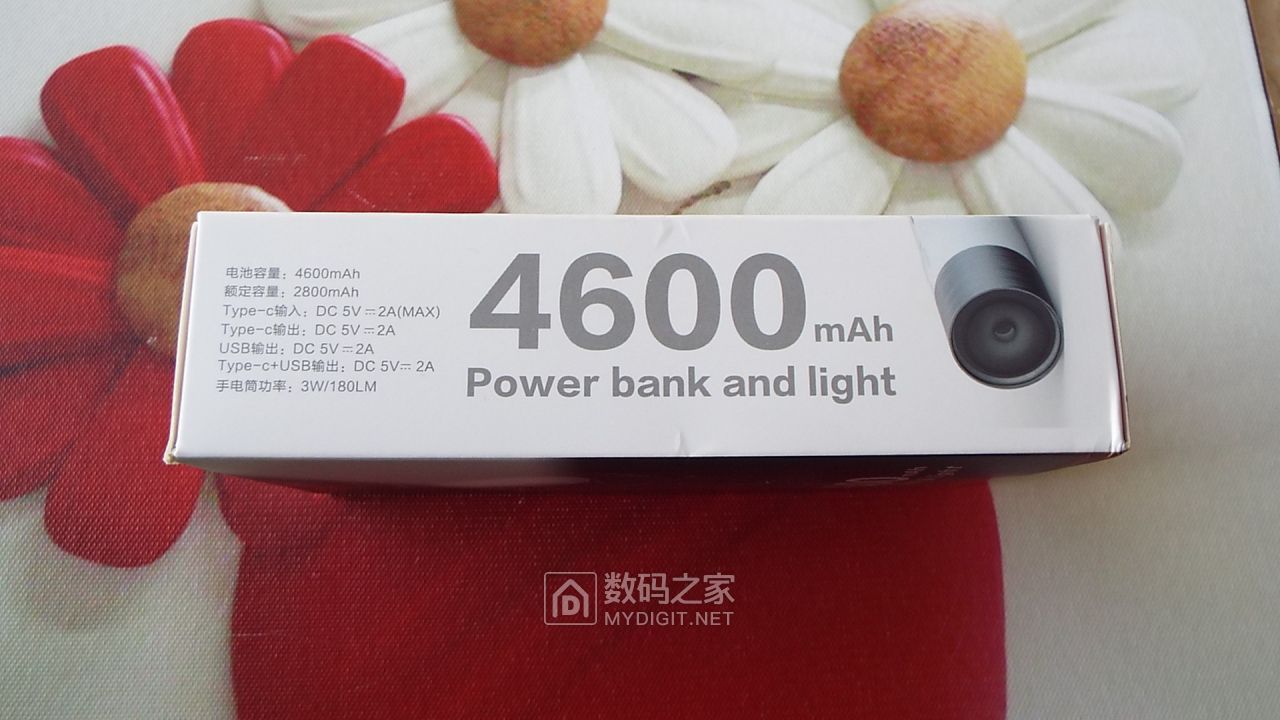 电池容量：4600mAh
额定容量：2800mAh
Type-c输入：DC 5V⎓2A(MAX)
Type-c输出：DC 5V⎓2A
USB输出：DC 5V⎓2A
Type-c+USB输出：DC 5V⎓2A
手电筒功率：3W/180LM
4600 mAh
Power bank and light
数码之家
MYDIGIT.NET